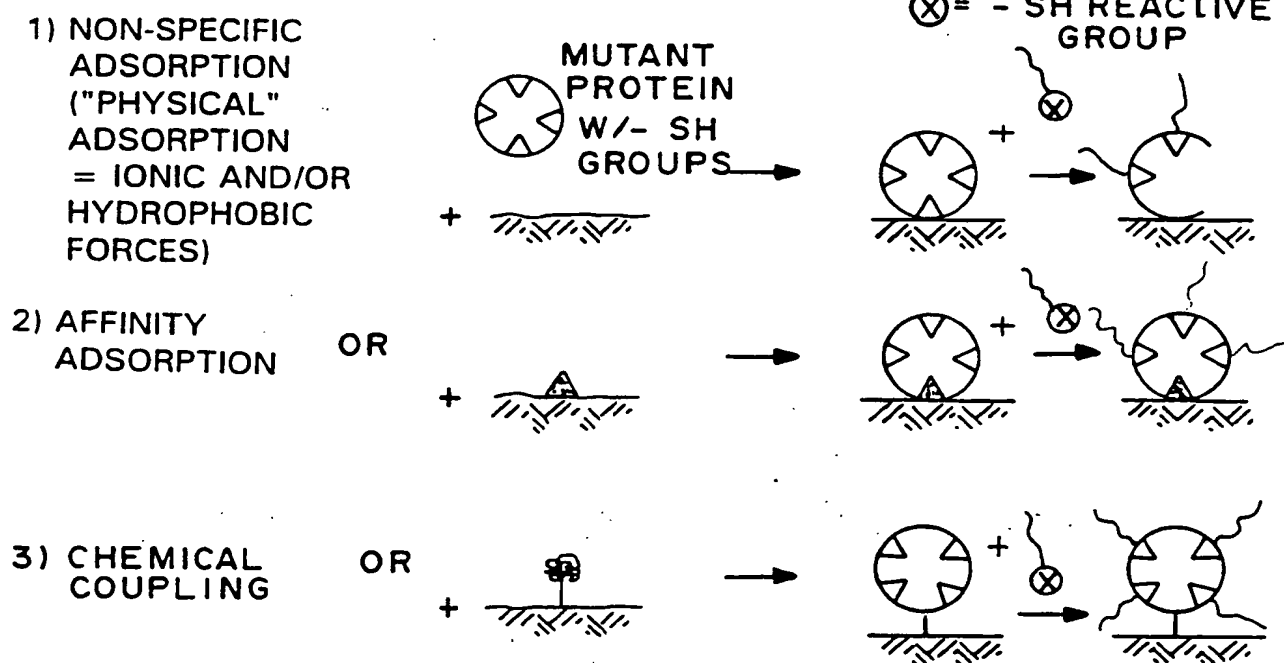 1) NON-SPECIFIC
ADSORPTION
("PHYSICAL"
ADSORPTION
= IONIC AND/OR
HYDROPHOBIC
FORCES)
+
MUTANT
PROTEIN
W/- SH
GROUPS
X = - SH REACTIVE
GROUP
+ X
2) AFFINITY
ADSORPTION
OR
+
+ X
3) CHEMICAL
COUPLING
OR
+
+ X